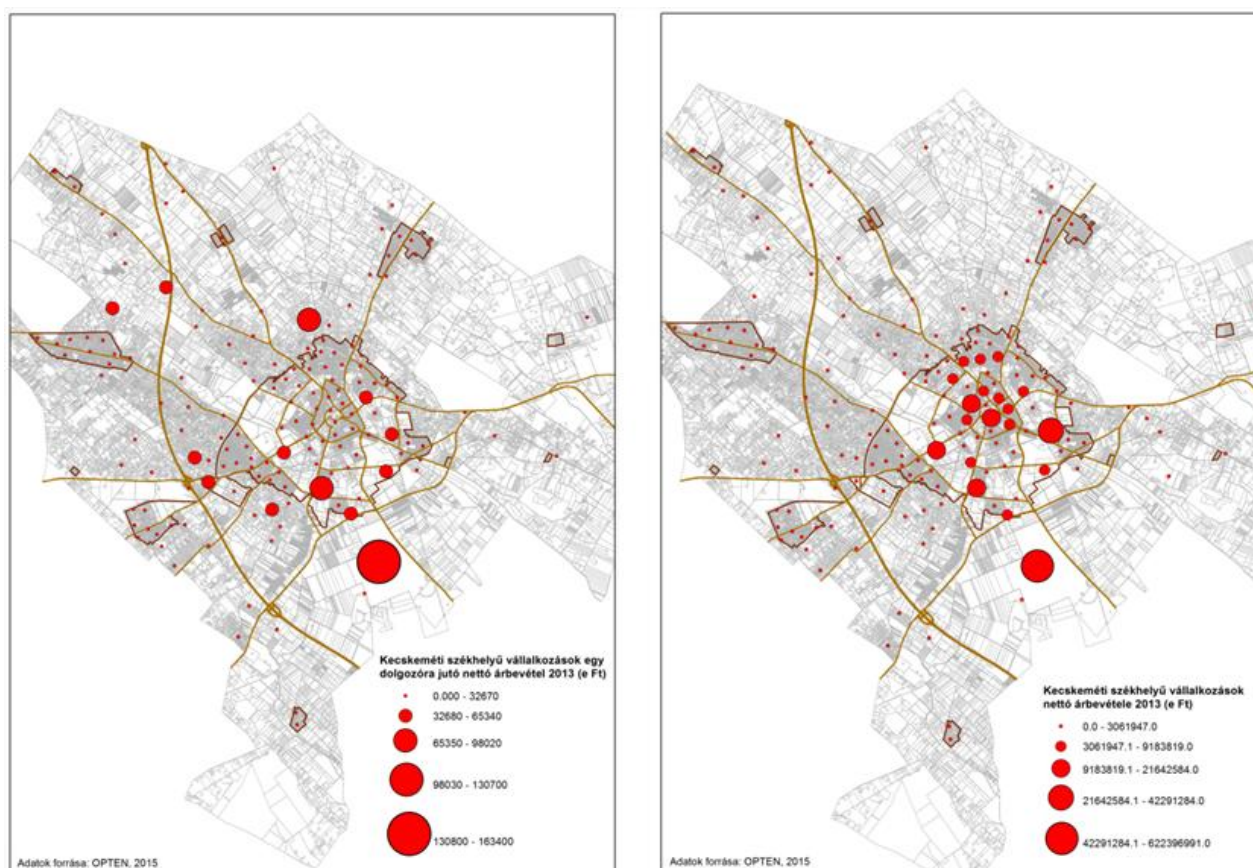 Kecskeméti székhelyű vállalkozások egy
dolgozóra jutó nettó árbevétel 2013 (e Ft)
0.000 - 32670
32680 - 65340
65350 - 98020
98030 - 130700
130800 - 163400
Adatok forrása: OPTEN, 2015
Kecskeméti székhelyű vállalkozások
nettó árbevétele 2013 (e Ft)
0.0 - 3061947.0
3061947.1 - 9183819.0
9183819.1 - 21642584.0
21642584.1 - 42291284.0
42291284.1 - 622396991.0
Adatok forrása: OPTEN, 2015